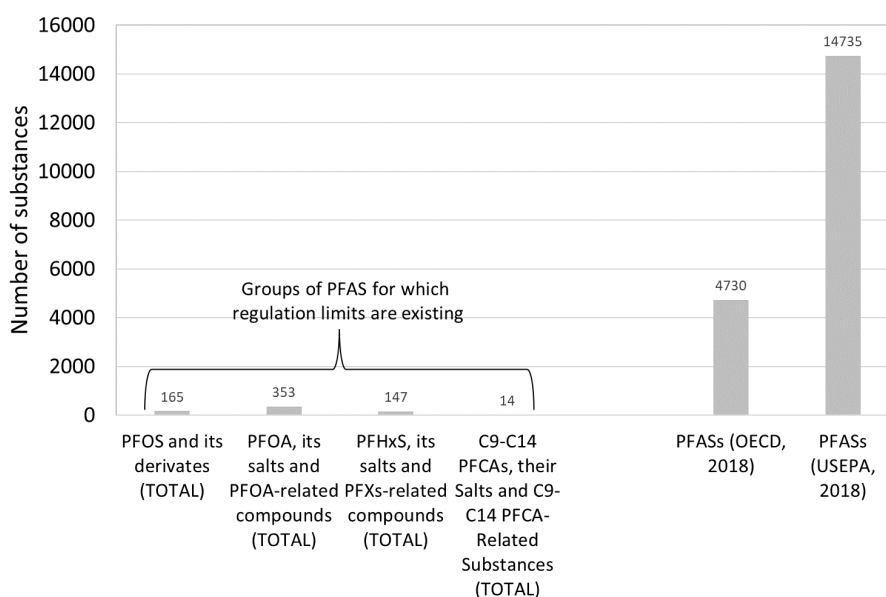 Number of substances
16000
14000
12000
10000
8000
6000
4000
2000
0
Groups of PFAS for which
regulation limits are existing
165
353
147
14
4730
14735
PFOS and its
derivates
(TOTAL)
PFOA, its
salts and
PFOA-related
compounds
(TOTAL)
PFHxS, its
salts and
PFXs-related
compounds
(TOTAL)
C9-C14
PFCAs, their
Salts and C9-
C14 PFCA-
Related
Substances
(TOTAL)
PFASs (OECD,
2018)
PFASs
(USEPA,
2018)